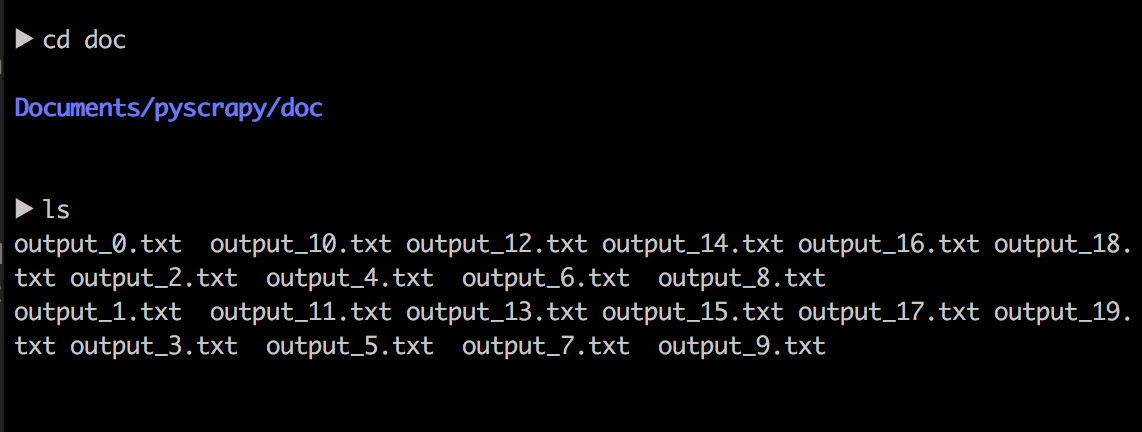 ▶ cd doc
Documents/pyscrapy/doc
▶ ls
output_0.txt  output_10.txt output_12.txt output_14.txt output_16.txt output_18.
txt output_2.txt  output_4.txt  output_6.txt  output_8.txt
output_1.txt  output_11.txt output_13.txt output_15.txt output_17.txt output_19.
txt output_3.txt  output_5.txt  output_7.txt  output_9.txt